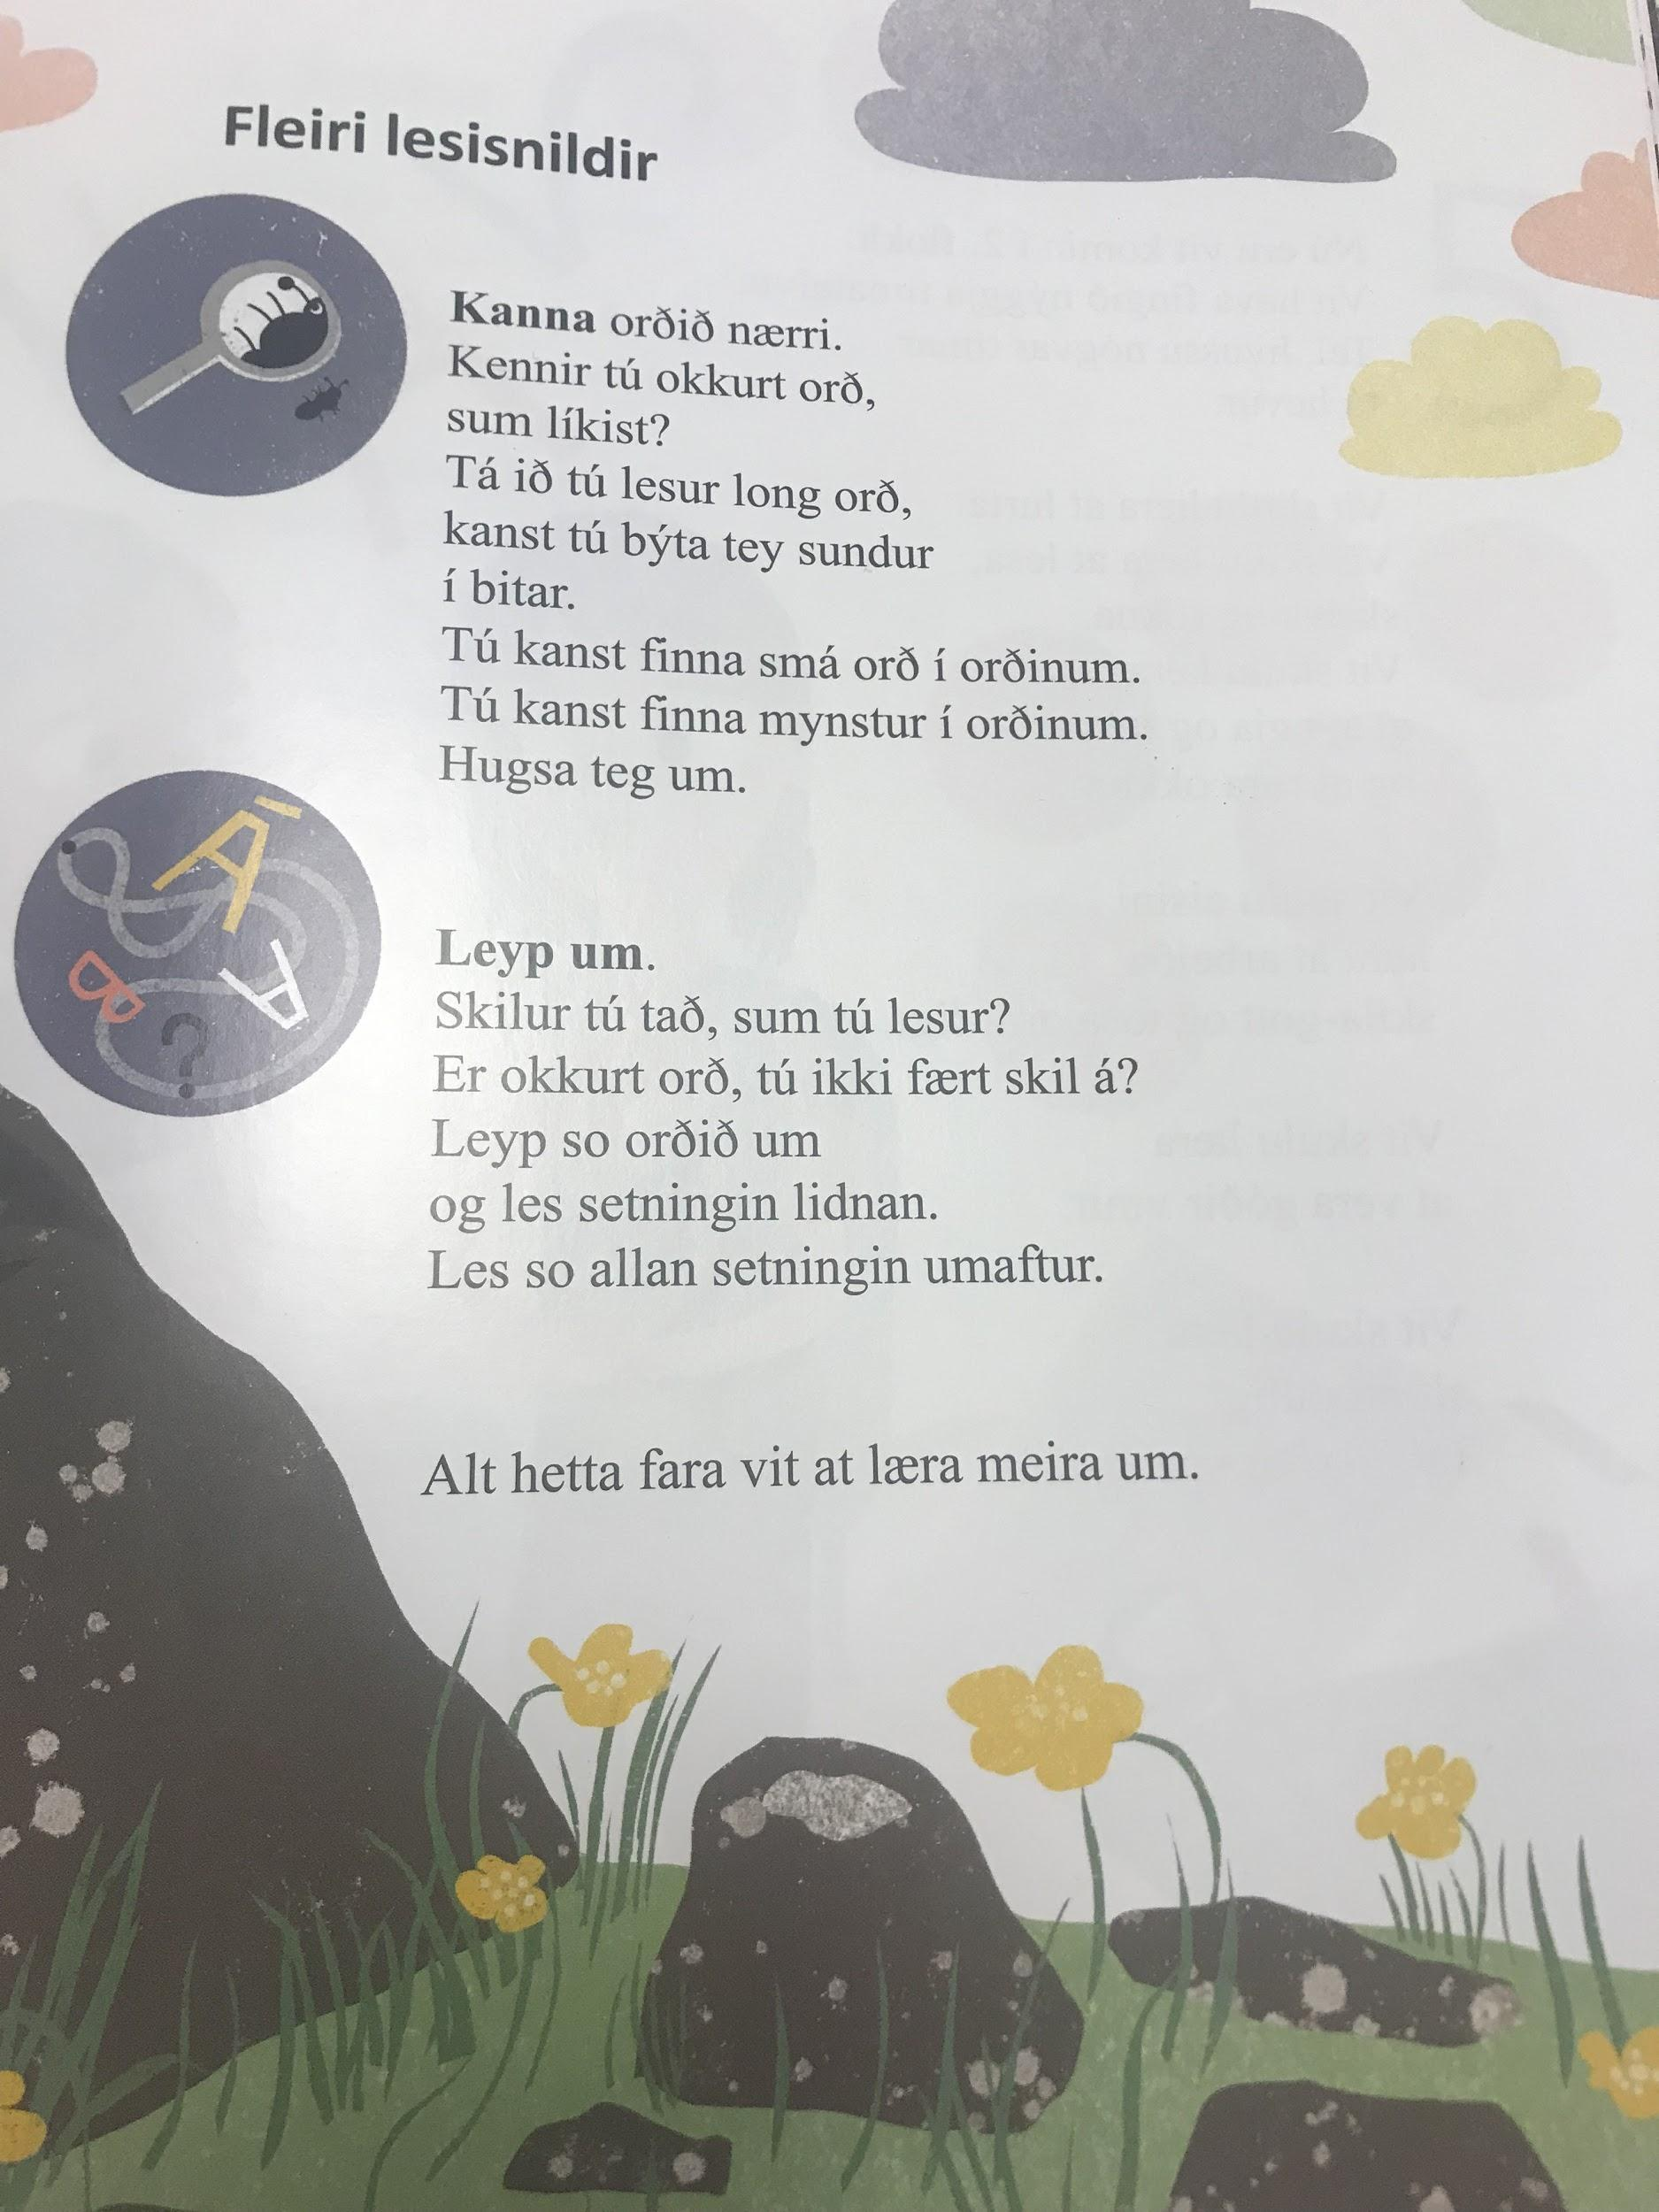 Fleiri lesisnildir
Kanna orðið nærri.
Kennir tú okkurt orð,
sum líkist?
Tá ið tú lesur long orð,
kanst tú býta tey sundur
í bitar.
Tú kanst finna smá orð í orðinum.
Tú kanst finna mynstur í orðinum.
Hugsa teg um.
Á
A
B
?
Leyp um.
Skilur tú tað, sum tú lesur?
Er okkurt orð, tú ikki fært skil á?
Leyp so orðið um
og les setningin lidnan.
Les so allan setningin umaftur.
Alt hetta fara vit at læra meira um.